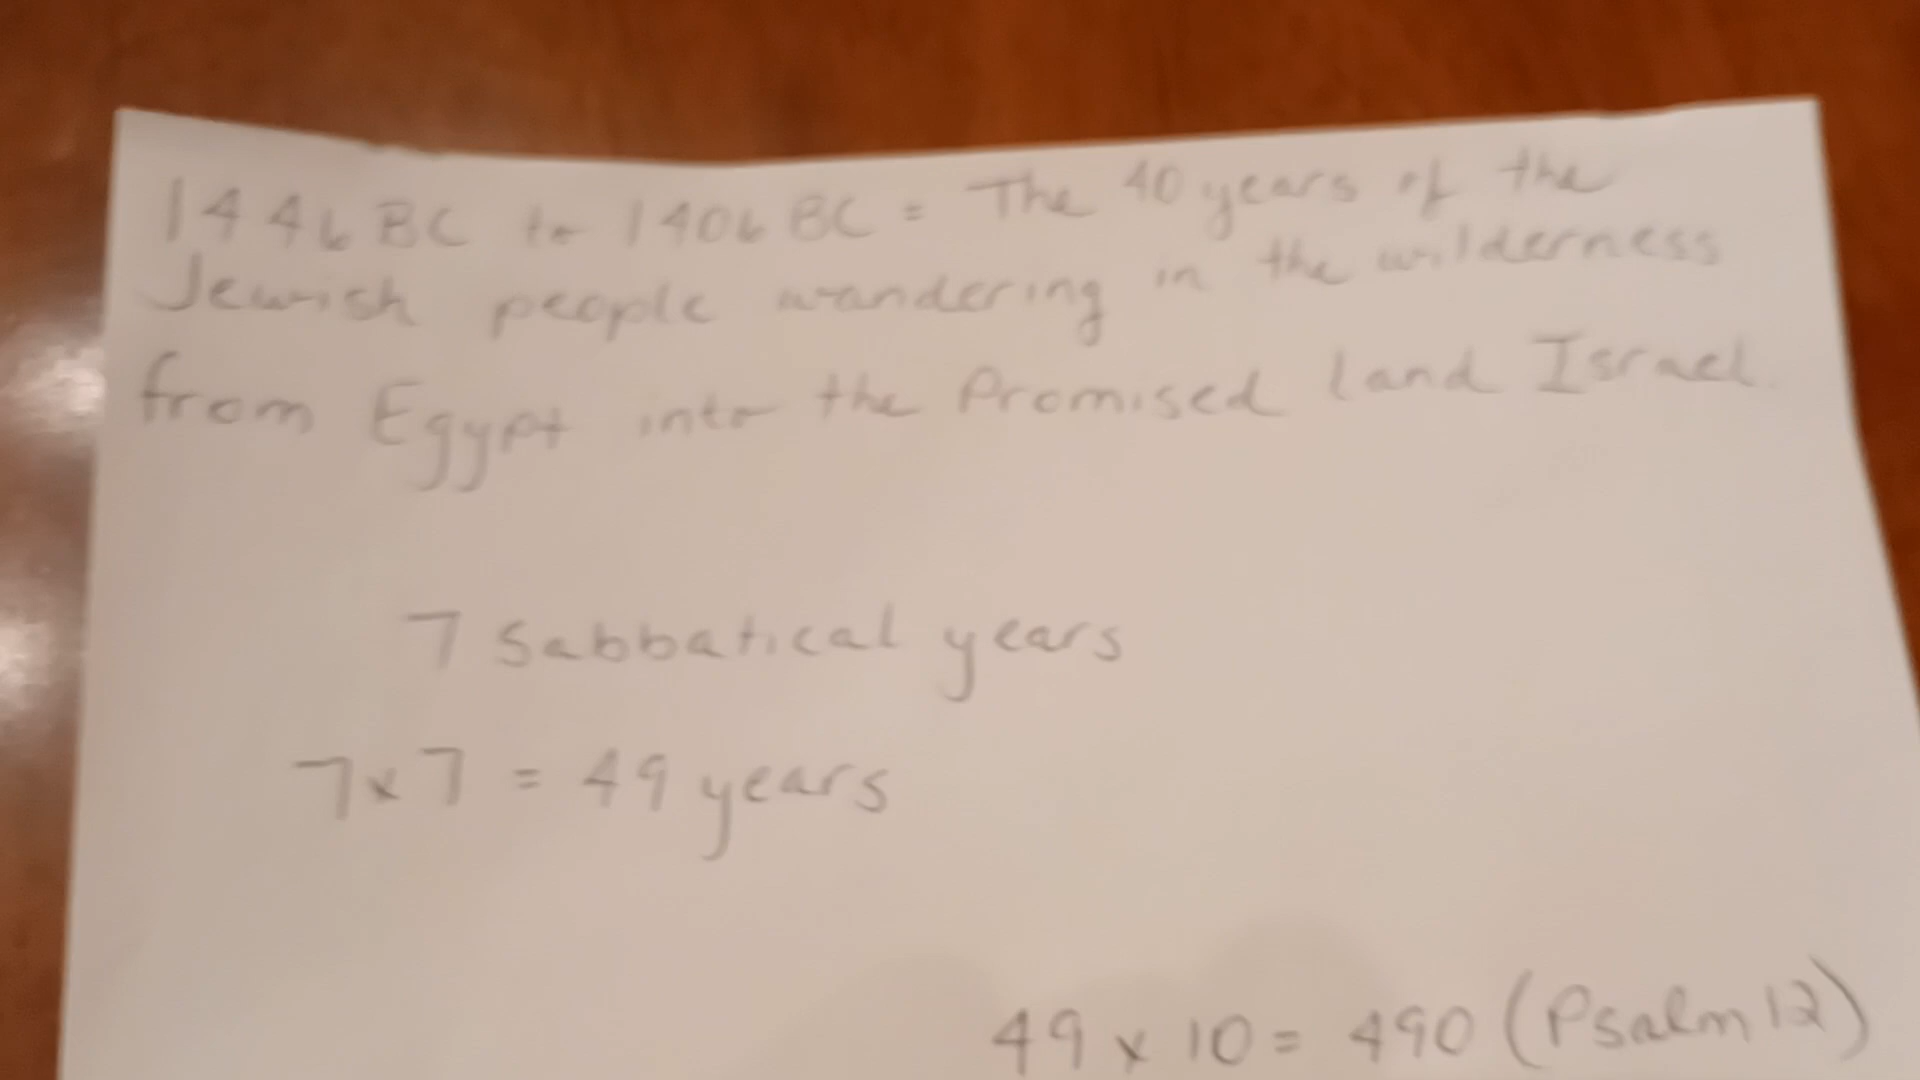 1446 BC to 1406 BC = The 40 years of the
Jewish people wandering in the wilderness
from Egypt into the Promised land Israel.
7 Sabbatical years
7x7 = 49 years
49 x 10 = 490 (Psalm 12)